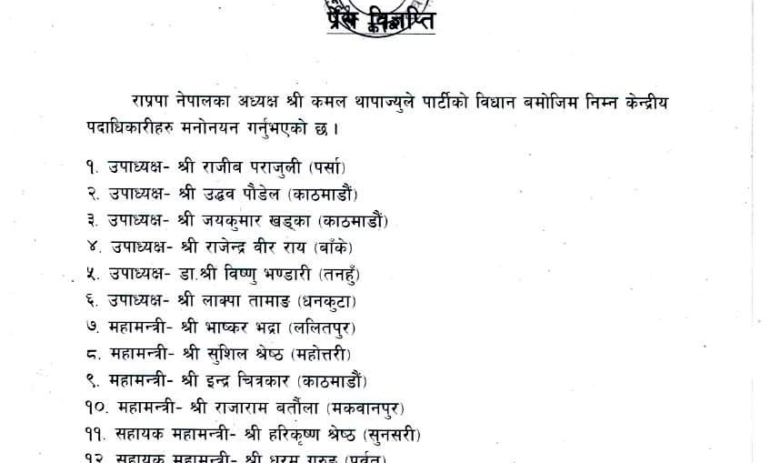 प्रेस विज्ञप्ति
राप्रपा नेपालका अध्यक्ष श्री कमल थापाज्युले पार्टीको विधान बमोजिम निम्न केन्द्रीय
पदाधिकारीहरु मनोनयन गर्नुभएको छ ।
१. उपाध्यक्ष- श्री राजीव पराजुली (पर्सा)
२. उपाध्यक्ष- श्री उद्धव पौडेल (काठमाडौं)
३. उपाध्यक्ष- श्री जयकुमार खड्का (काठमाडौं)
४. उपाध्यक्ष- श्री राजेन्द्र वीर राय (बाँके)
५. उपाध्यक्ष- डा.श्री विष्णु भण्डारी (तनहुँ)
६. उपाध्यक्ष- श्री लाक्पा तामाङ (धनकुटा)
७. महामन्त्री- श्री भाष्कर भद्रा (ललितपुर)
८. महामन्त्री- श्री सुशिल श्रेष्ठ (महोत्तरी)
९. महामन्त्री- श्री इन्द्र चित्रकार (काठमाडौं)
१०. महामन्त्री- श्री राजाराम बर्तौला (मकवानपुर)
११. सहायक महामन्त्री- श्री हरिकृष्ण श्रेष्ठ (सुनसरी)
१२. सहायक महामन्त्री- श्री धरम गुरुङ (पर्वत)